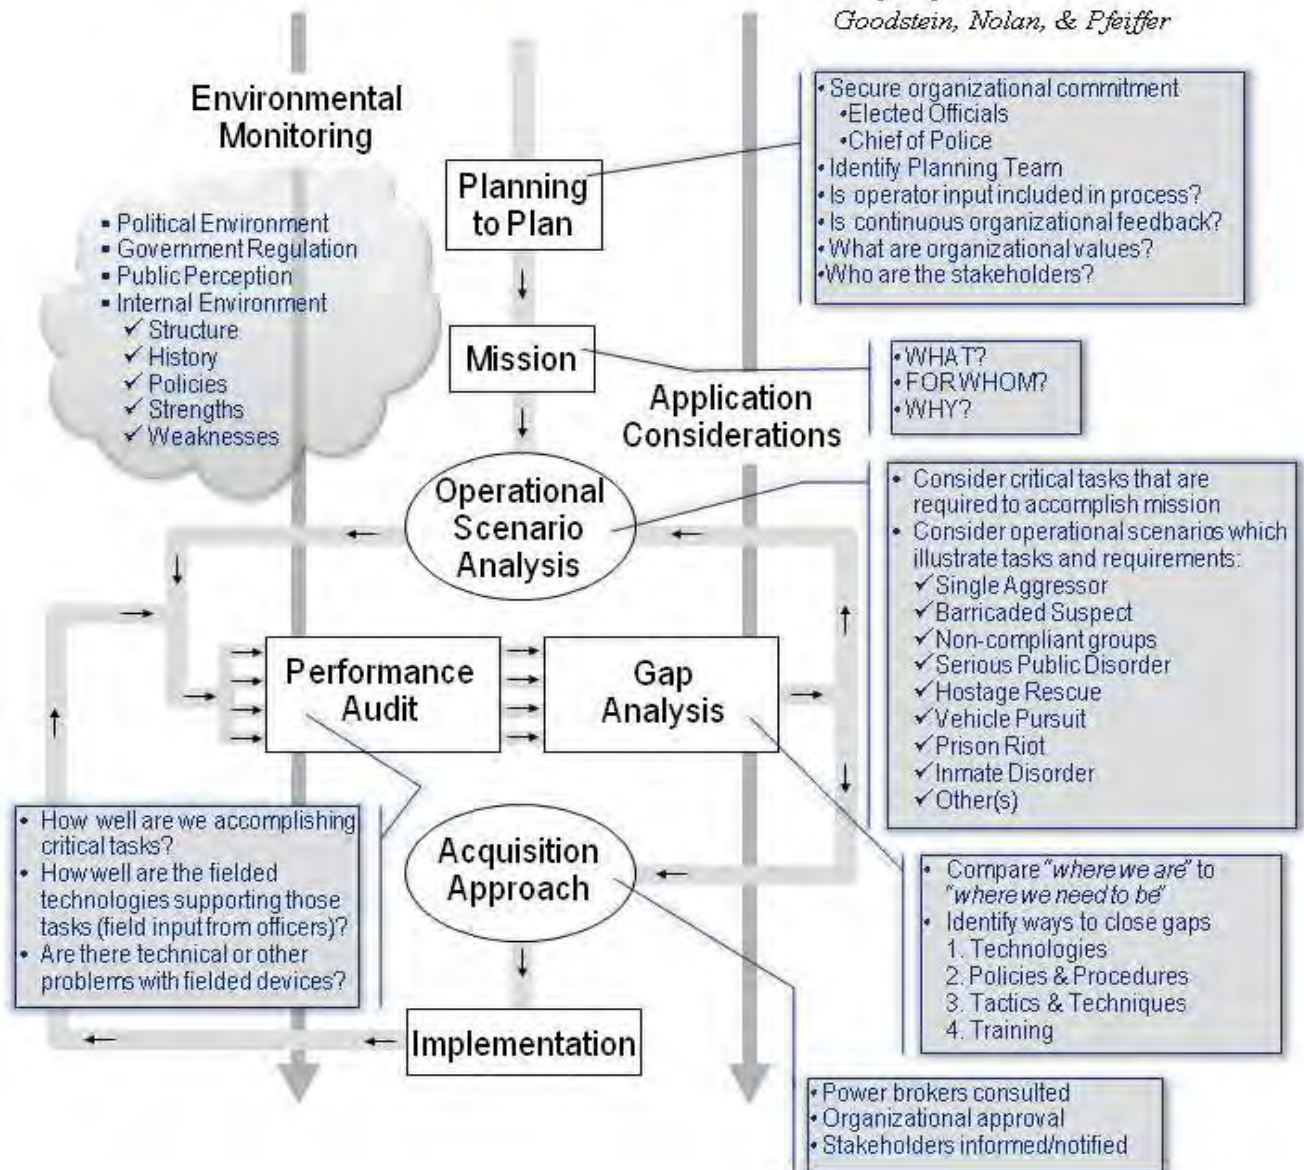 Goodstein, Nolan, & Pfeiffer
Environmental
Monitoring
▪ Political Environment
▪ Government Regulation
▪ Public Perception
▪ Internal Environment
✓ Structure
✓ History
✓ Policies
✓ Strengths
✓ Weaknesses
Planning
to Plan
• Secure organizational commitment
•Elected Officials
•Chief of Police
• Identify Planning Team
• Is operator input included in process?
• Is continuous organizational feedback?
• What are organizational values?
•Who are the stakeholders?
Mission
• WHAT?
• FOR WHOM?
• WHY?
Application
Considerations
Operational
Scenario
Analysis
• Consider critical tasks that are
required to accomplish mission
• Consider operational scenarios which
illustrate tasks and requirements:
✓ Single Aggressor
✓ Barricaded Suspect
✓ Non-compliant groups
✓ Serious Public Disorder
✓ Hostage Rescue
✓ Vehicle Pursuit
✓ Prison Riot
✓ Inmate Disorder
✓ Other(s)
Performance
Audit
Gap
Analysis
• How well are we accomplishing
critical tasks?
• How well are the fielded
technologies supporting those
tasks (field input from officers)?
• Are there technical or other
problems with fielded devices?
Acquisition
Approach
• Compare "where we are" to
"where we need to be"
• Identify ways to close gaps
1. Technologies
2. Policies & Procedures
3. Tactics & Techniques
4. Training
Implementation
• Power brokers consulted
• Organizational approval
• Stakeholders informed/notified